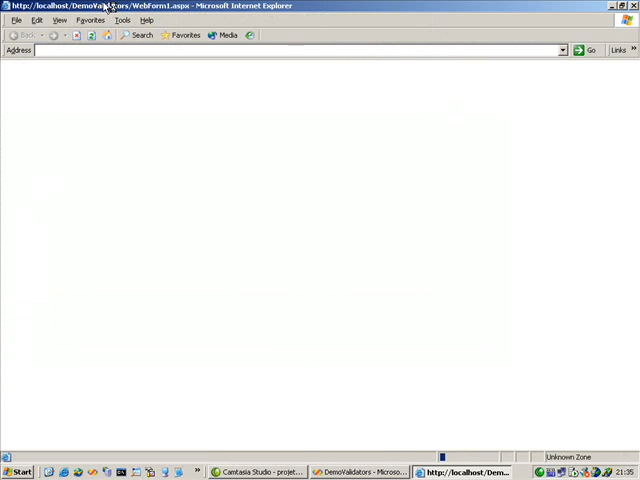 http://localhost/DemoValidators/WebForm1.aspx - Microsoft Internet Explorer
File Edit View Favorites Tools Help
Back Search Favorites Media
Address Go Links »
Unknown Zone
Start » Camtasia Studio - projet... DemoValidators - Microso... http://localhost/Dem... 21:35